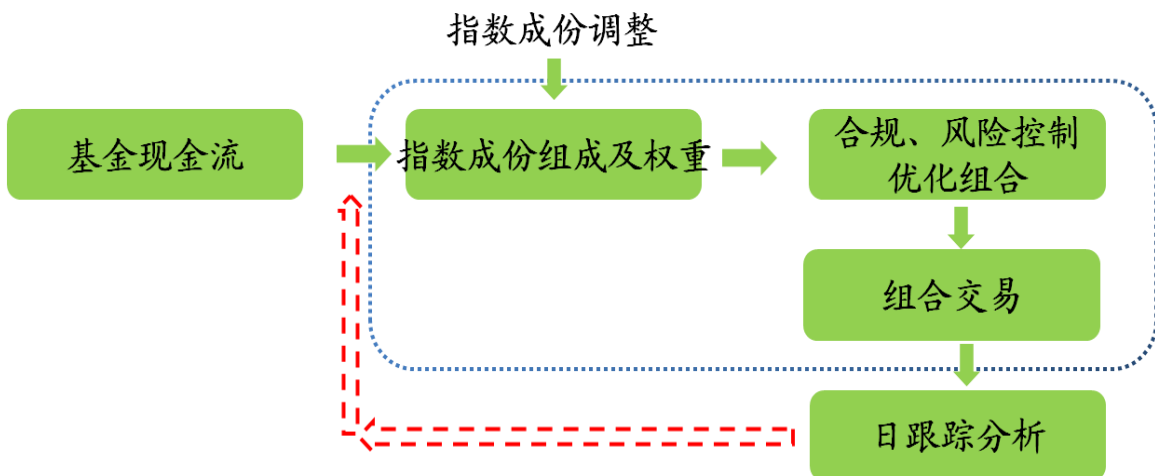 指数成份调整
基金现金流
指数成份组成及权重
合规、风险控制
优化组合
组合交易
日跟踪分析